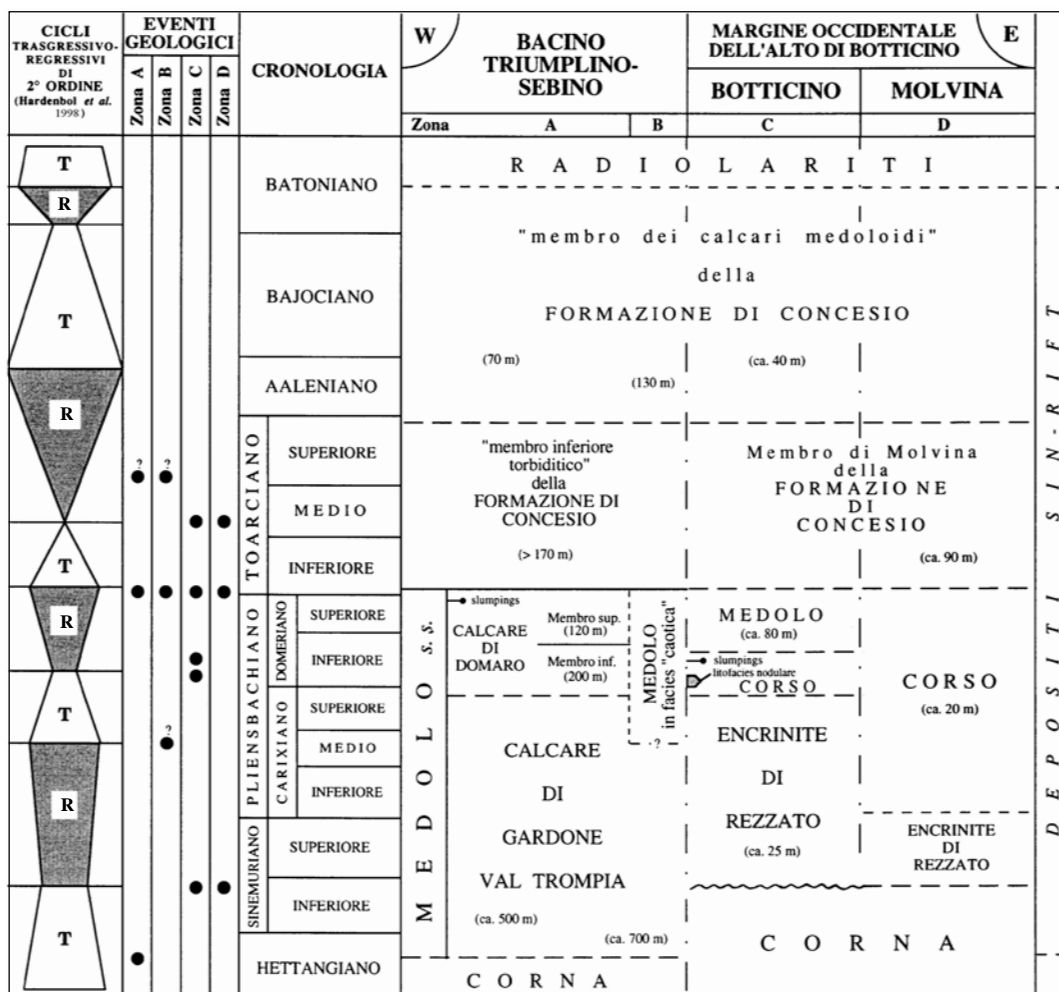 CICLI
TRASGRESSIVO-
REGRESSIVI
DI
2° ORDINE
(Hardenbol et al.
1998)
EVENTI
GEOLOGICI
Zona A
Zona B
Zona C
Zona D
CRONOLOGIA
W
BACINO
TRIUMPLINO-
SEBINO
MARGINE OCCIDENTALE
DELL'ALTO DI BOTTICINO
E
BOTTICINO
MOLVINA
Zona
A
B
C
D
T
R
T
R
T
R
T
R
T
?
?
?
BATONIANO
BAJOCIANO
AALENIANO
TOARCIANO
SUPERIORE
MEDIO
INFERIORE
PLIENSBACHIANO
DOMERIANO
SUPERIORE
INFERIORE
CARIXIANO
SUPERIORE
MEDIO
INFERIORE
SINEMURIANO
SUPERIORE
INFERIORE
HETTANGIANO
RADIOLARITI
"membro dei calcari medoloidi"
della
FORMAZIONE DI CONCESIO
(70 m)
(130 m)
(ca. 40 m)
"membro inferiore
torbiditico"
della
FORMAZIONE DI
CONCESIO
(> 170 m)
Membro di Molvina
della
FORMAZIONE
DI
CONCESIO
(ca. 90 m)
MEDOLO s. s.
slumpings
CALCARE
DI
DOMARO
Membro sup.
(120 m)
Membro inf.
(200 m)
MEDOLO
in facies "caotica"
?
MEDOLO
(ca. 80 m)
slumpings
litofacies nodulare
CORSO
CORSO
(ca. 20 m)
CALCARE
DI
GARDONE
VAL TROMPIA
(ca. 500 m)
(ca. 700 m)
ENCRINITE
DI
REZZATO
(ca. 25 m)
ENCRINITE
DI
REZZATO
CORNA
CORNA
DEPOSITI SIN-RIFT